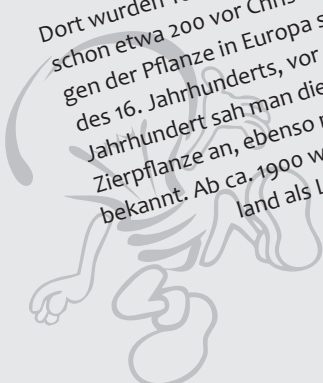 Dort wurden
schon etwa 200 vor Chris
gen der Pflanze in Europa s
des 16. Jahrhunderts, vor
Jahrhundert sah man die
Zierpflanze an, ebenso
bekannt. Ab ca. 1900 w
land als L